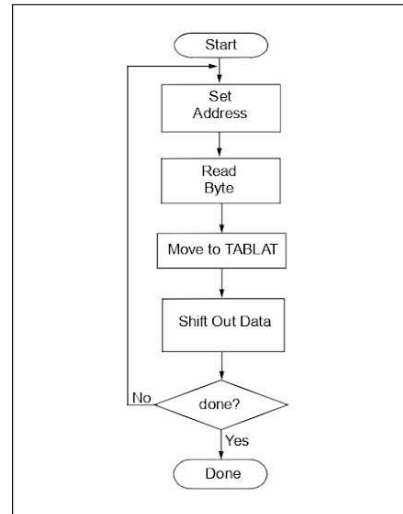 Start
Set
Address
Read
Byte
Move to TABLAT
Shift Out Data
done?
No
Yes
Done